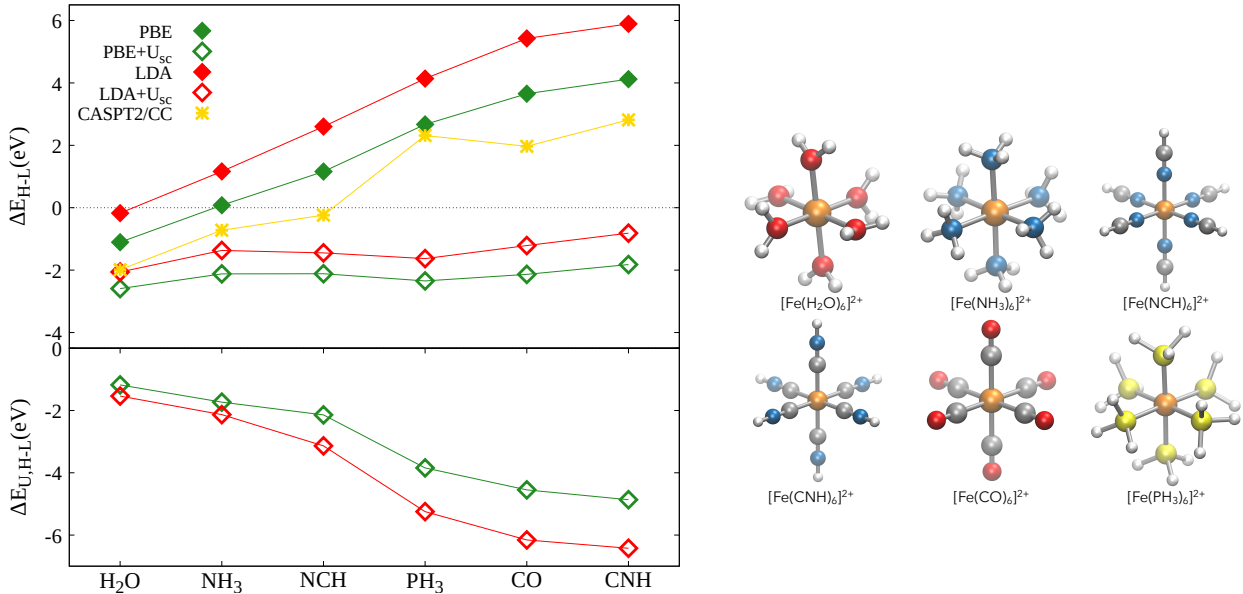 6
4
2
0
-2
-4
ΔE_H-L(eV)
PBE
PBE+U_sc
LDA
LDA+U_sc
CASPT2/CC
0
-2
-4
-6
ΔE_U,H-L(eV)
H₂O NH₃ NCH PH₃ CO CNH
[Fe(H₂O)₆]²⁺ [Fe(NH₃)₆]²⁺ [Fe(NCH)₆]²⁺
[Fe(CNH)₆]²⁺ [Fe(CO)₆]²⁺ [Fe(PH₃)₆]²⁺